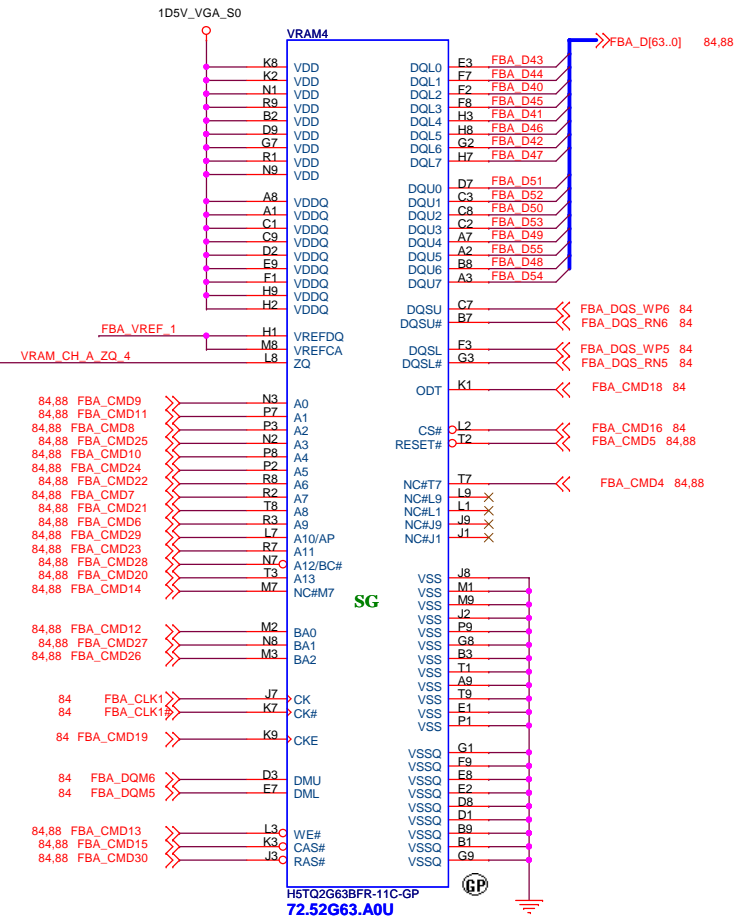 1D5V_VGA_S0
VRAM4
FBA_D[63..0] 84,88
K8 VDD DQL0 E3 FBA_D43
K2 VDD DQL1 F7 FBA_D44
N1 VDD DQL2 F2 FBA_D40
R9 VDD DQL3 F8 FBA_D45
B2 VDD DQL4 H3 FBA_D41
D9 VDD DQL5 H8 FBA_D46
G7 VDD DQL6 G2 FBA_D42
R1 VDD DQL7 H7 FBA_D47
N9 VDD
DQU0 D7 FBA_D51
A8 VDDQ DQU1 C3 FBA_D52
A1 VDDQ DQU2 C8 FBA_D50
C1 VDDQ DQU3 C2 FBA_D53
C9 VDDQ DQU4 A7 FBA_D49
D2 VDDQ DQU5 A2 FBA_D55
E9 VDDQ DQU6 B8 FBA_D48
F1 VDDQ DQU7 A3 FBA_D54
H9 VDDQ
H2 VDDQ DQSU C7 FBA_DQS_WP6 84
DQSU# B7 FBA_DQS_RN6 84
FBA_VREF_1 H1 VREFDQ
M8 VREFCA DQSL F3 FBA_DQS_WP5 84
VRAM_CH_A_ZQ_4 L8 ZQ DQSL# G3 FBA_DQS_RN5 84
ODT K1 FBA_CMD18 84
84,88 FBA_CMD9 N3 A0
84,88 FBA_CMD11 P7 A1
84,88 FBA_CMD8 P3 A2 CS# L2 FBA_CMD16 84
84,88 FBA_CMD25 N2 A3 RESET# T2 FBA_CMD5 84,88
84,88 FBA_CMD10 P8 A4
84,88 FBA_CMD24 P2 A5
84,88 FBA_CMD22 R8 A6 NC#T7 T7 FBA_CMD4 84,88
84,88 FBA_CMD7 R2 A7 NC#L9 L9
84,88 FBA_CMD21 T8 A8 NC#L1 L1
84,88 FBA_CMD6 R3 A9 NC#J9 J9
84,88 FBA_CMD29 L7 A10/AP NC#J1 J1
84,88 FBA_CMD23 R7 A11
84,88 FBA_CMD28 N7 A12/BC#
84,88 FBA_CMD20 T3 A13 VSS J8
84,88 FBA_CMD14 M7 NC#M7 VSS M1
SG
VSS M9
VSS J2
84,88 FBA_CMD12 M2 BA0 VSS P9
84,88 FBA_CMD27 N8 BA1 VSS G8
84,88 FBA_CMD26 M3 BA2 VSS B3
VSS T1
VSS A9
84 FBA_CLK1 J7 CK VSS T9
84 FBA_CLK1# K7 CK# VSS E1
VSS P1
84 FBA_CMD19 K9 CKE
VSSQ G1
VSSQ F9
84 FBA_DQM6 D3 DMU VSSQ E8
84 FBA_DQM5 E7 DML VSSQ E2
VSSQ D8
VSSQ D1
84,88 FBA_CMD13 L3 WE# VSSQ B9
84,88 FBA_CMD15 K3 CAS# VSSQ B1
84,88 FBA_CMD30 J3 RAS# VSSQ G9
GP
H5TQ2G63BFR-11C-GP
72.52G63.A0U